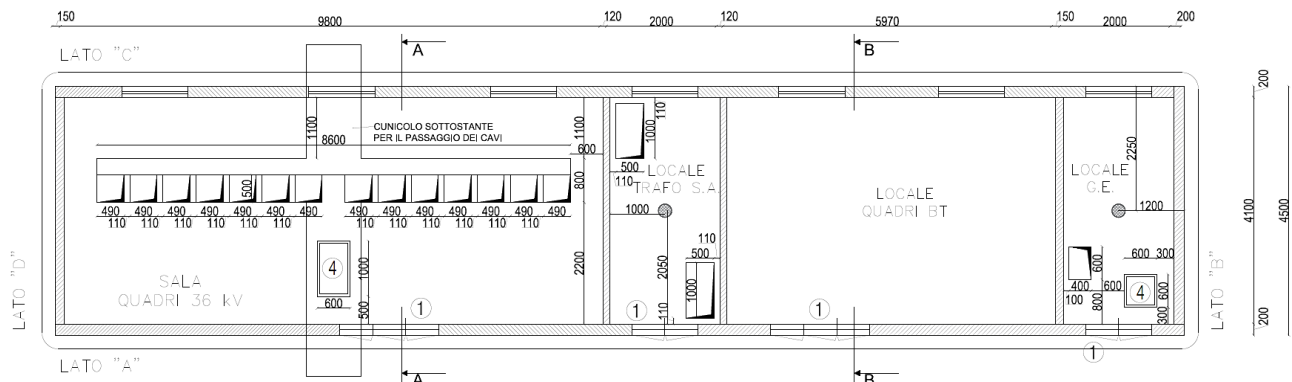 150 9800 120 2000 120 5970 150 2000 200
A B
LATO "C"
200
1100 CUNICOLO SOTTOSTANTE
PER IL PASSAGGIO DEI CAVI
8600
1100
600
110
1000
500
110
LOCALE
TRAFO S.A.
1000
2250
LOCALE
G.E.
1200
500
800
490 490 490 490 490 490 490 490 490 490 490 490 490 490
110 110 110 110 110 110 110 110 110 110 110 110
LOCALE
QUADRI BT
4100 4500
LATO "D"
SALA
QUADRI 36 kV
4
1000
600
500
2200
2050
110
500
1000
110
600
400
100
800
600
600 300
4
600
300
LATO "B"
1 1 1 1
200
LATO "A"
A B